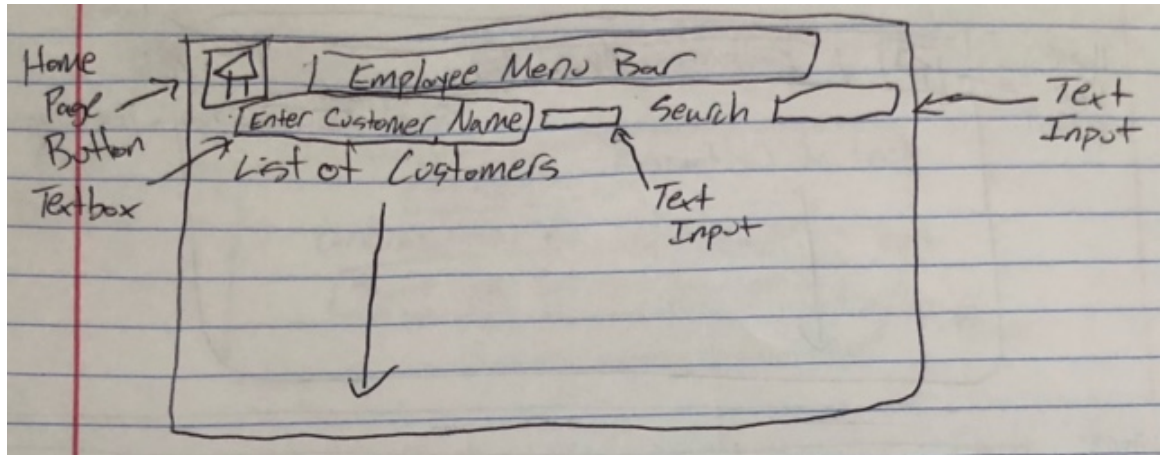 Home
Page
Button
Textbox
Employee Menu Bar
Enter Customer Name
Search
List of Customers
Text
Input
Text
Input